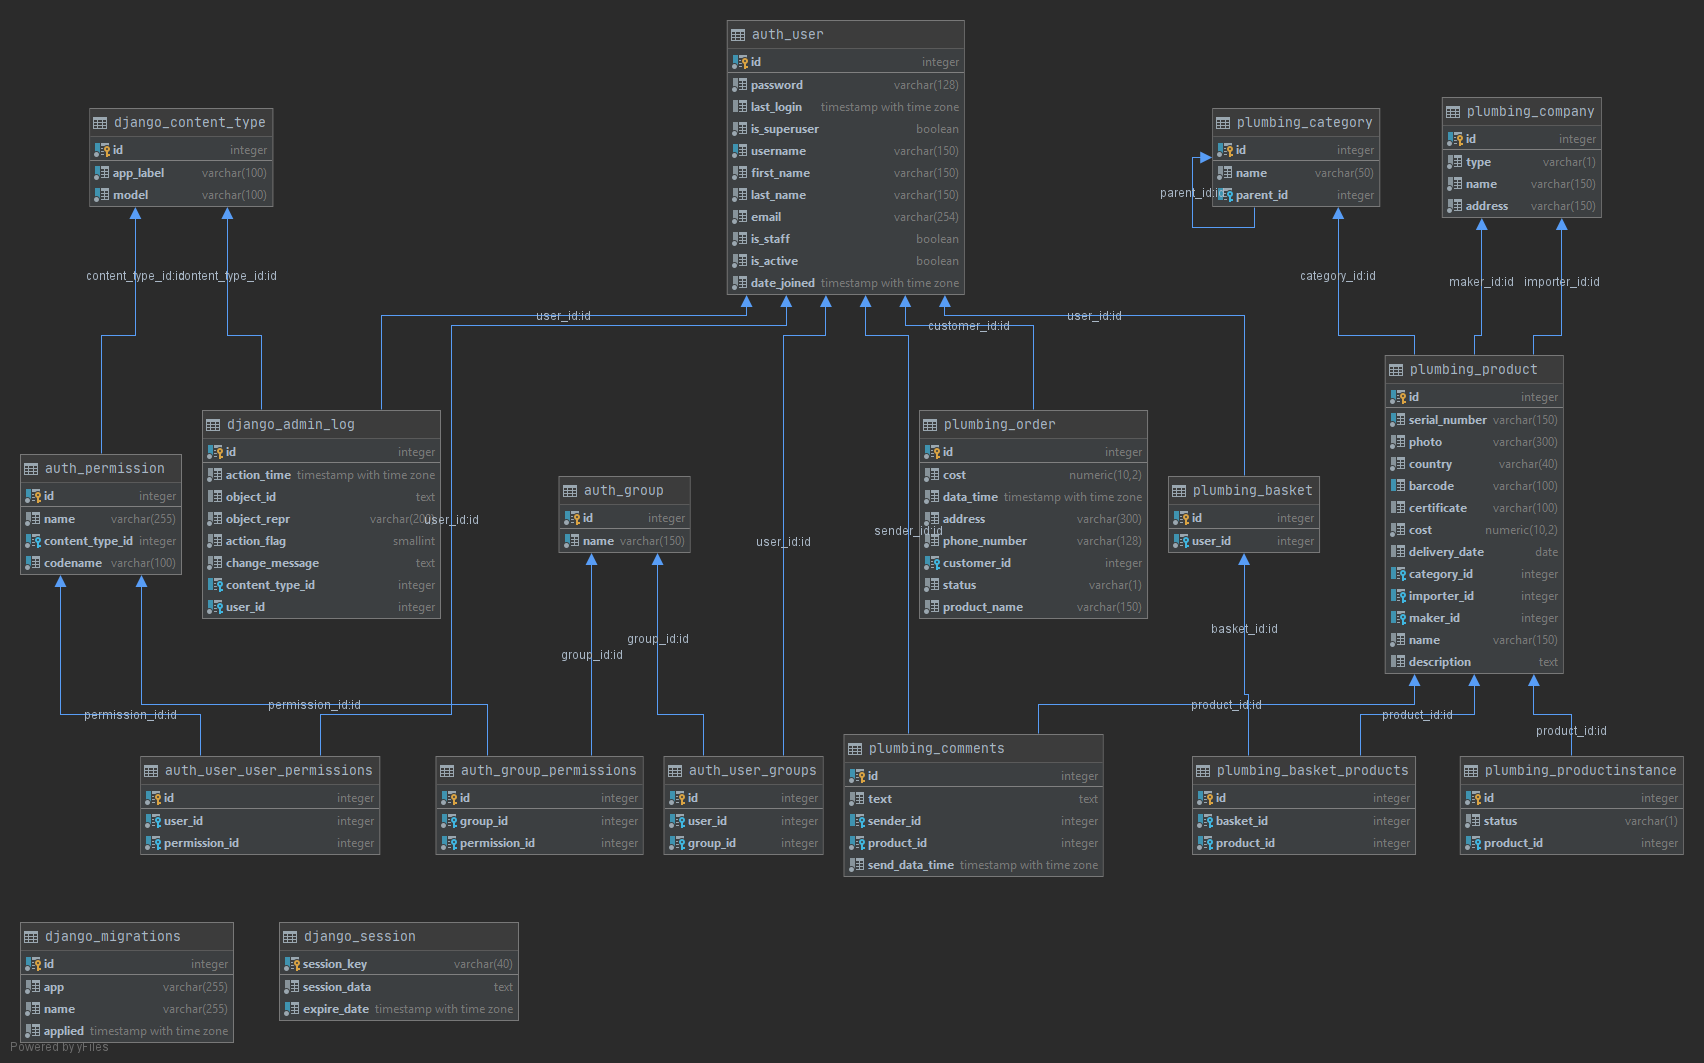 auth_user
id integer
password varchar(128)
last_login timestamp with time zone
is_superuser boolean
username varchar(150)
first_name varchar(150)
last_name varchar(150)
email varchar(254)
is_staff boolean
is_active boolean
date_joined timestamp with time zone
django_content_type
id integer
app_label varchar(100)
model varchar(100)
plumbing_category
id integer
name varchar(50)
parent_id integer
parent_id:id
plumbing_company
id integer
type varchar(1)
name varchar(150)
address varchar(150)
content_type_id:id
content_type_id:id
category_id:id
maker_id:id
importer_id:id
user_id:id
customer_id:id
user_id:id
plumbing_product
id integer
serial_number varchar(150)
photo varchar(300)
country varchar(40)
barcode varchar(100)
certificate varchar(100)
cost numeric(10,2)
delivery_date date
category_id integer
importer_id integer
maker_id integer
name varchar(150)
description text
django_admin_log
id integer
action_time timestamp with time zone
object_id text
object_repr varchar(200)
action_flag smallint
change_message text
content_type_id integer
user_id integer
plumbing_order
id integer
cost numeric(10,2)
data_time timestamp with time zone
address varchar(300)
phone_number varchar(128)
customer_id integer
status varchar(1)
product_name varchar(150)
auth_permission
id integer
name varchar(255)
content_type_id integer
codename varchar(100)
auth_group
id integer
name varchar(150)
plumbing_basket
id integer
user_id integer
user_id:id
user_id:id
sender_id:id
basket_id:id
group_id:id
group_id:id
permission_id:id
permission_id:id
product_id:id
product_id:id
product_id:id
auth_user_user_permissions
id integer
user_id integer
permission_id integer
auth_group_permissions
id integer
group_id integer
permission_id integer
auth_user_groups
id integer
user_id integer
group_id integer
plumbing_comments
id integer
text text
sender_id integer
product_id integer
send_data_time timestamp with time zone
plumbing_basket_products
id integer
basket_id integer
product_id integer
plumbing_productinstance
id integer
status varchar(1)
product_id integer
django_migrations
id integer
app varchar(255)
name varchar(255)
applied timestamp with time zone
django_session
session_key varchar(40)
session_data text
expire_date timestamp with time zone
Powered by yFiles